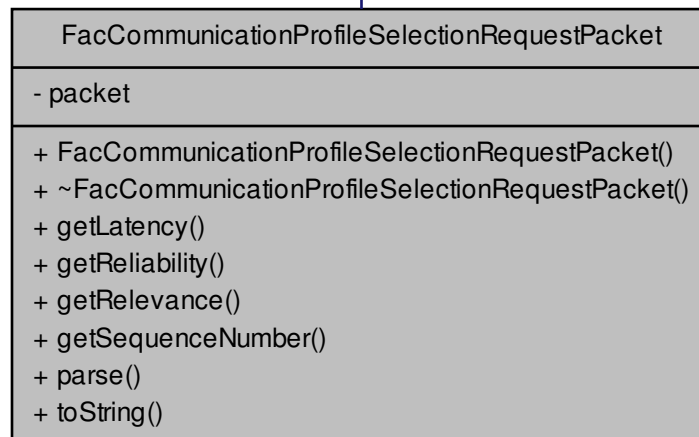 FacCommunicationProfileSelectionRequestPacket
- packet
+ FacCommunicationProfileSelectionRequestPacket()
+ ~FacCommunicationProfileSelectionRequestPacket()
+ getLatency()
+ getReliability()
+ getRelevance()
+ getSequenceNumber()
+ parse()
+ toString()